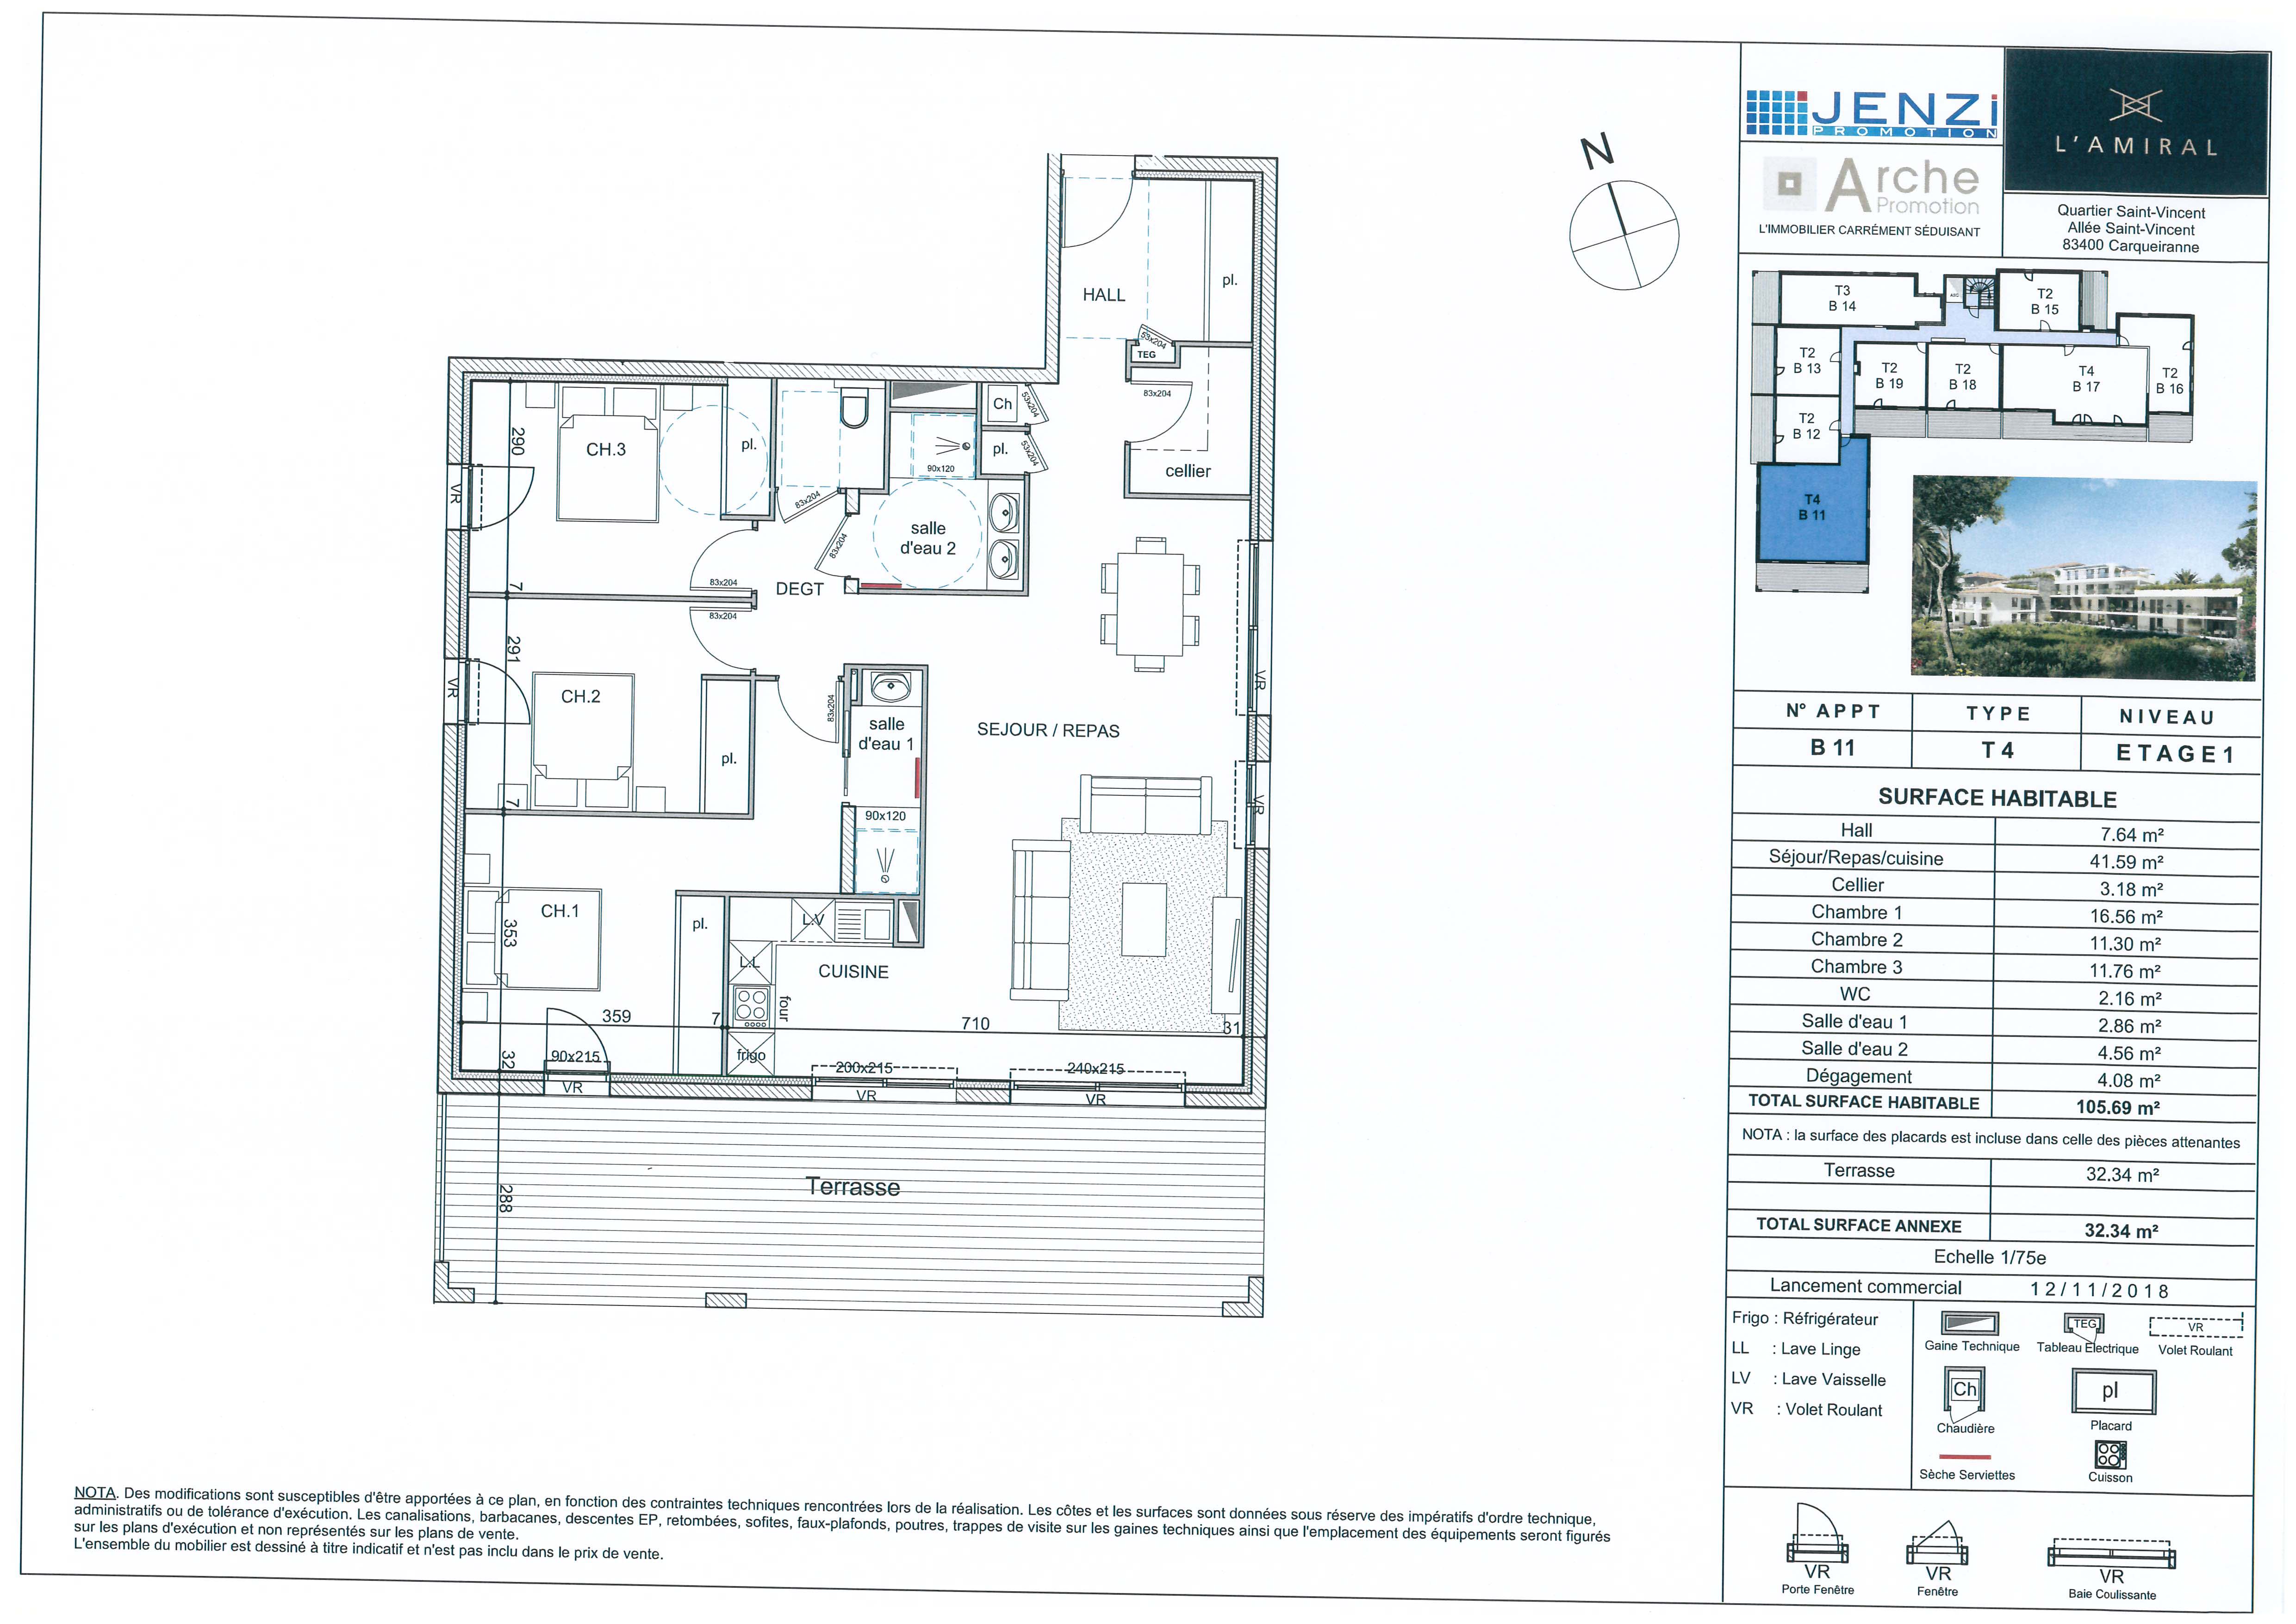 N
HALL
pl.
53x204
TEG
83x204
cellier
Ch
53x204
pl.
53x204
90x120
salle
d'eau 2
83x204
83x204
CH.3
pl.
290
VR
7
83x204
DEGT
83x204
291
VR
CH.2
pl.
7
83x204
salle
d'eau 1
90x120
SEJOUR / REPAS
VR
VR
CH.1
pl.
353
L.V
L.L
CUISINE
four
frigo
359
7
710
31
32
90x215
VR
200x215
VR
240x215
VR
Terrasse
288
NOTA. Des modifications sont susceptibles d'être apportées à ce plan, en fonction des contraintes techniques rencontrées lors de la réalisation. Les côtes et les surfaces sont données sous réserve des impératifs d'ordre technique,
administratifs ou de tolérance d'exécution. Les canalisations, barbacanes, descentes EP, retombées, sofites, faux-plafonds, poutres, trappes de visite sur les gaines techniques ainsi que l'emplacement des équipements seront figurés
sur les plans d'exécution et non représentés sur les plans de vente.
L'ensemble du mobilier est dessiné à titre indicatif et n'est pas inclu dans le prix de vente.
JENZi
PROMOTION
Arche
Promotion
L'IMMOBILIER CARRÉMENT SÉDUISANT
L'AMIRAL
Quartier Saint-Vincent
Allée Saint-Vincent
83400 Carqueiranne
T3
B 14
T2
B 15
T2
B 13
T2
B 19
T2
B 18
T4
B 17
T2
B 16
T2
B 12
T4
B 11
N° APPT TYPE NIVEAU
B 11 T 4 ETAGE1
SURFACE HABITABLE
Hall 7.64 m²
Séjour/Repas/cuisine 41.59 m²
Cellier 3.18 m²
Chambre 1 16.56 m²
Chambre 2 11.30 m²
Chambre 3 11.76 m²
WC 2.16 m²
Salle d'eau 1 2.86 m²
Salle d'eau 2 4.56 m²
Dégagement 4.08 m²
TOTAL SURFACE HABITABLE 105.69 m²
NOTA : la surface des placards est incluse dans celle des pièces attenantes
Terrasse 32.34 m²
TOTAL SURFACE ANNEXE 32.34 m²
Echelle 1/75e
Lancement commercial 12/11/2018
Frigo : Réfrigérateur
LL : Lave Linge
LV : Lave Vaisselle
VR : Volet Roulant
Gaine Technique
TEG
Tableau Electrique
VR
Volet Roulant
Ch
Chaudière
pl
Placard
Sèche Serviettes
Cuisson
VR
Porte Fenêtre
VR
Fenêtre
VR
Baie Coulissante